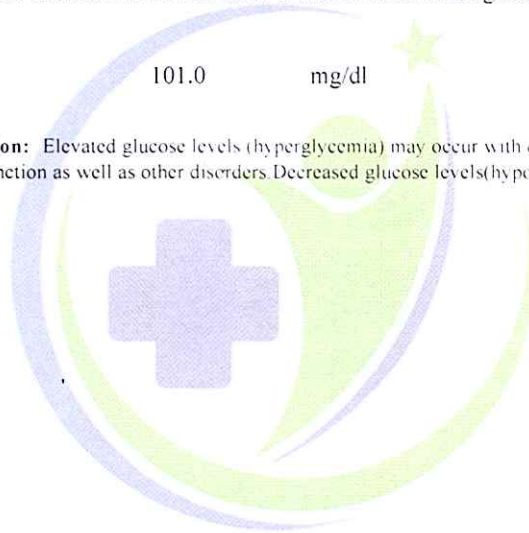 101.0 mg/dl
on: Elevated glucose levels (hyperglycemia) may occur with
nction as well as other disorders.Decreased glucose levels(hypo